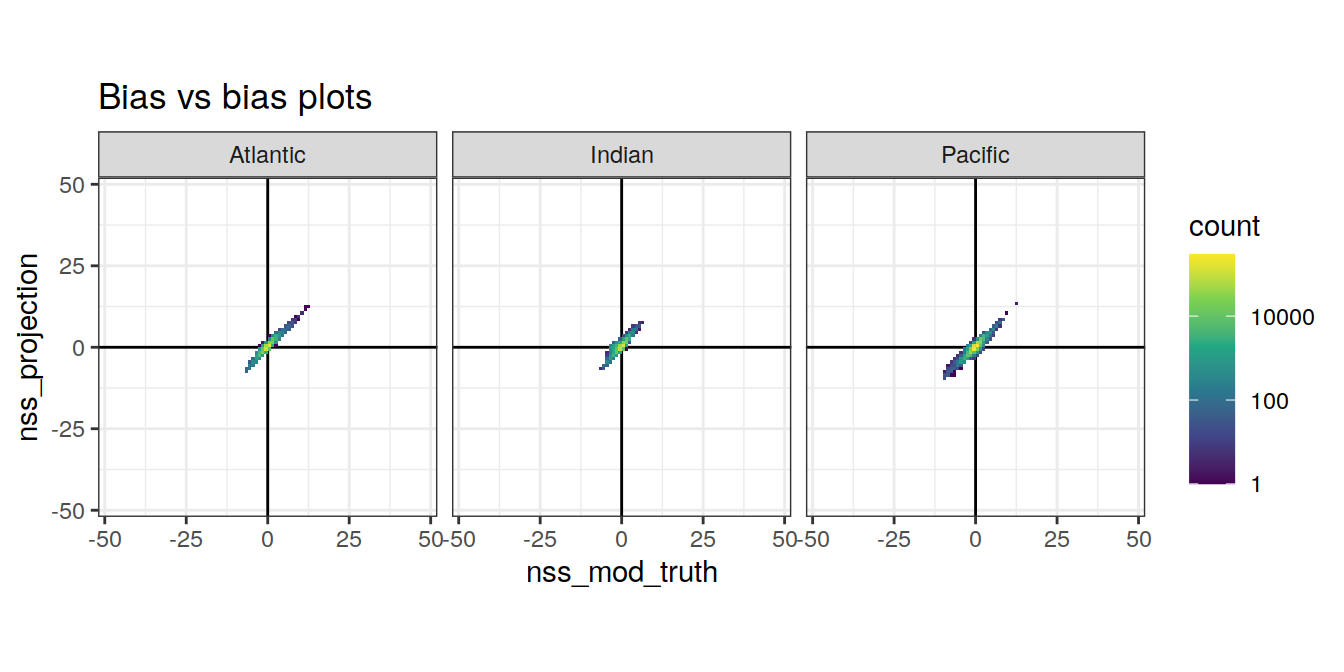 Bias vs bias plots
Atlantic Indian Pacific
50
25
0
-25
-50
nss_projection
-50 -25 0 25 50 -50 -25 0 25 50 -50 -25 0 25 50
nss_mod_truth
count
10000
100
1